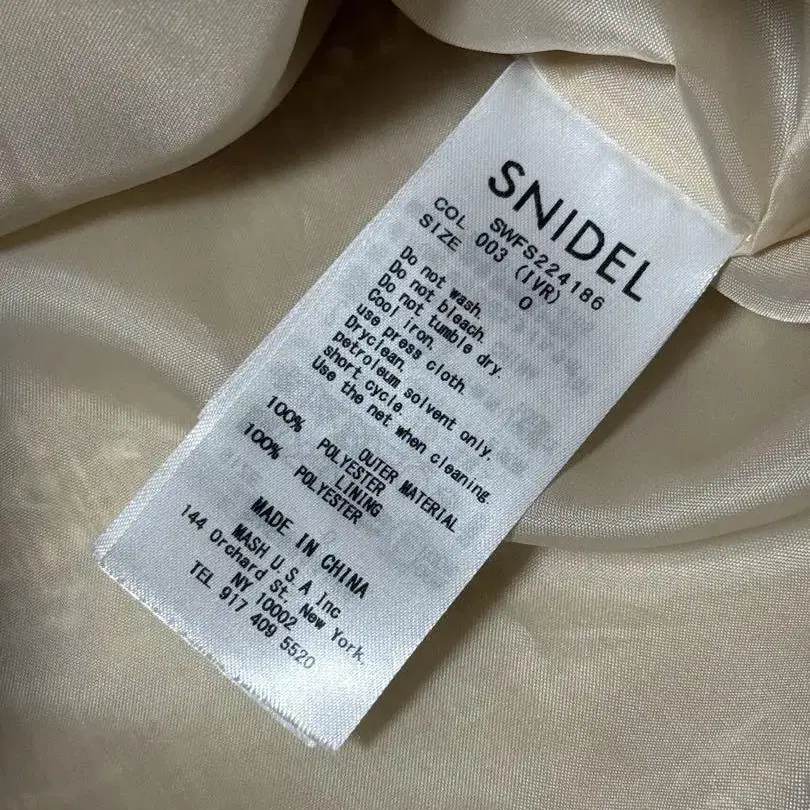 SNIDEL
SWFS224186
COL 003 (IVR)
SIZE 0
Do not wash.
Do not bleach.
Do not tumble dry.
Cool iron,
use press cloth.
Dryclean.
petroleum solvent only.
short cycle.
Use the net when cleaning.
OUTER MATERIAL
100% POLYESTER
LINING
100% POLYESTER
MADE IN CHINA
MASH U S A Inc
144 Orchard St. New York,
NY 10002
TEL 917 409 5520